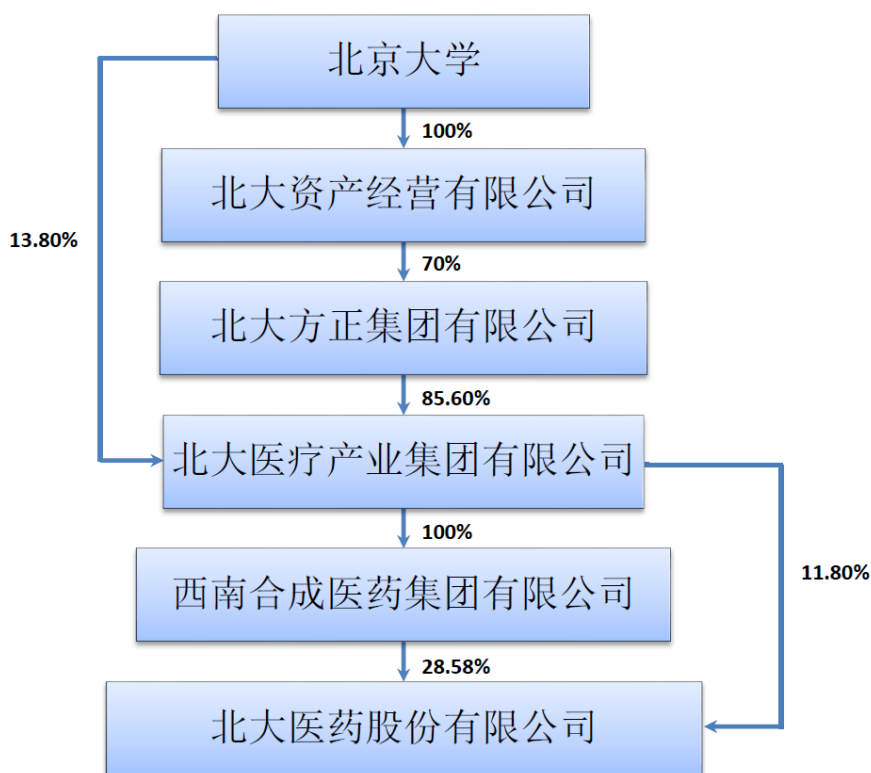 北京大学
100%
北大资产经营有限公司
13.80%
70%
北大方正集团有限公司
85.60%
北大医疗产业集团有限公司
100%
11.80%
西南合成医药集团有限公司
28.58%
北大医药股份有限公司